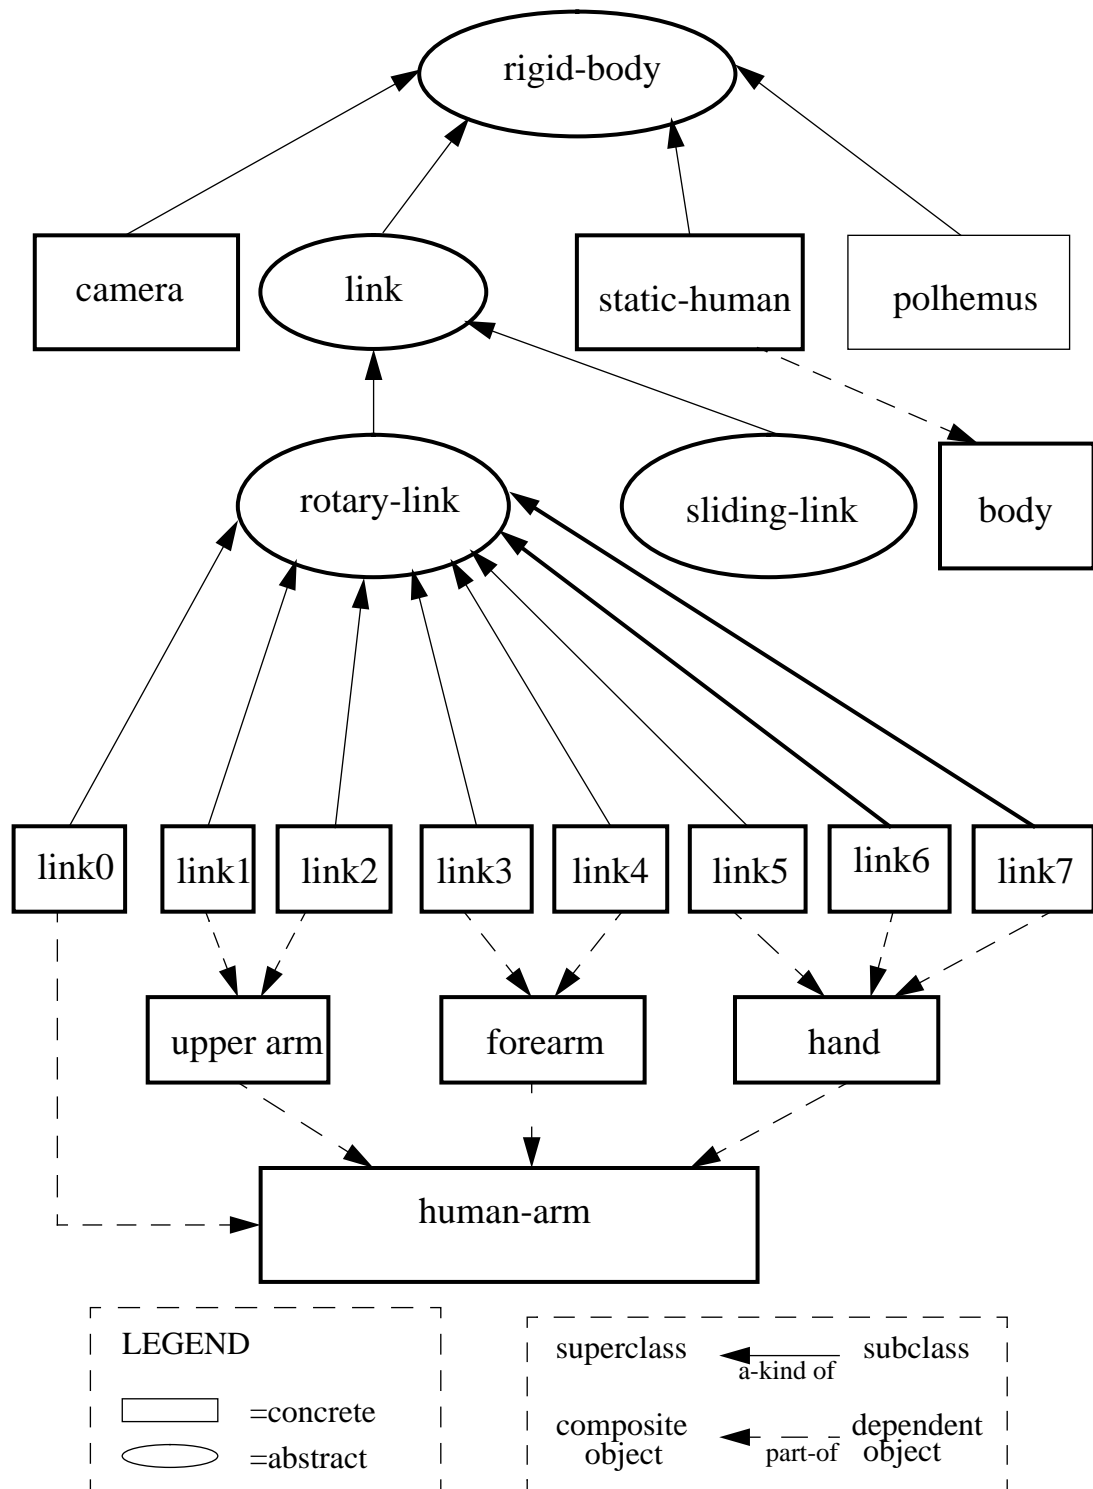 rigid-body
camera
link
static-human
polhemus
rotary-link
sliding-link
body
link0
link1
link2
link3
link4
link5
link6
link7
upper arm
forearm
hand
human-arm
LEGEND
=concrete
=abstract
superclass
a-kind of
subclass
composite
object
part-of
dependent
object